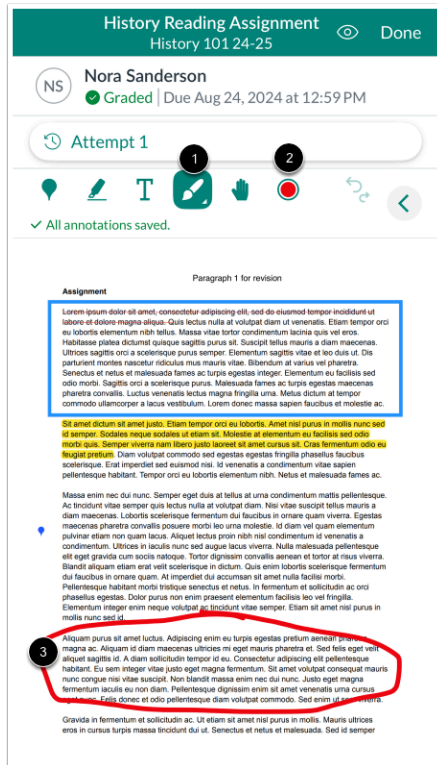 History Reading Assignment
History 101 24-25
Done
NS
Nora Sanderson
Graded | Due Aug 24, 2024 at 12:59 PM
Attempt 1
1
2
T
All annotations saved.
Paragraph 1 for revision
Assignment
Lorem ipsum dolor sit amet, consectetur adipiscing elit, sed do eiusmod tempor incididunt ut
labore et dolore magna aliqua. Quis lectus nulla at volutpat diam ut venenatis. Etiam tempor orci
eu lobortis elementum nibh tellus. Massa vitae tortor condimentum lacinia quis vel eros.
Habitasse platea dictumst quisque sagittis purus sit. Suscipit tellus mauris a diam maecenas.
Ultrices sagittis orci a scelerisque purus semper. Elementum sagittis vitae et leo duis ut. Dis
parturient montes nascetur ridiculus mus mauris vitae. Bibendum at varius vel pharetra.
Senectus et netus et malesuada fames ac turpis egestas integer. Elementum eu facilisis sed
odio morbi. Sagittis orci a scelerisque purus. Malesuada fames ac turpis egestas maecenas
pharetra convallis. Luctus venenatis lectus magna fringilla urna. Metus dictum at tempor
commodo ullamcorper a lacus vestibulum. Lorem donec massa sapien faucibus et molestie ac.
Sit amet dictum sit amet justo. Etiam tempor orci eu lobortis. Amet nisl purus in mollis nunc sed
id semper. Sodales neque sodales ut etiam sit. Molestie at elementum eu facilisis sed odio
morbi quis. Semper viverra nam libero justo laoreet sit amet cursus sit. Cras fermentum odio eu
feugiat pretium. Diam volutpat commodo sed egestas egestas fringilla phasellus faucibus
scelerisque. Erat imperdiet sed euismod nisi. Id venenatis a condimentum vitae sapien
pellentesque habitant. Tempor orci eu lobortis elementum nibh. Netus et malesuada fames ac.
Massa enim nec dui nunc. Semper eget duis at tellus at urna condimentum mattis pellentesque.
Ac tincidunt vitae semper quis lectus nulla at volutpat diam. Nisi vitae suscipit tellus mauris a
diam maecenas. Lobortis scelerisque fermentum dui faucibus in ornare quam viverra. Egestas
maecenas pharetra convallis posuere morbi leo urna molestie. Id diam vel quam elementum
pulvinar etiam non quam lacus. Aliquet lectus proin nibh nisl condimentum id venenatis a
condimentum. Ultrices in iaculis nunc sed augue lacus viverra. Nulla malesuada pellentesque
elit eget gravida cum sociis natoque. Tortor dignissim convallis aenean et tortor at risus viverra.
Blandit aliquam etiam erat velit scelerisque in dictum. Quis enim lobortis scelerisque fermentum
dui faucibus in ornare quam. At imperdiet dui accumsan sit amet nulla facilisi morbi.
Pellentesque habitant morbi tristique senectus et netus. In fermentum et sollicitudin ac orci
phasellus egestas. Dolor purus non enim praesent elementum facilisis leo vel fringilla.
Elementum integer enim neque volutpat ac tincidunt vitae semper. Etiam sit amet nisl purus in
mollis nunc sed id.
3
Aliquam purus sit amet luctus. Adipiscing enim eu turpis egestas pretium aenean pharetra
magna ac. Aliquam id diam maecenas ultricies mi eget mauris pharetra et. Sed felis eget velit
aliquet sagittis id. A diam sollicitudin tempor id eu. Consectetur adipiscing elit pellentesque
habitant. Eu sem integer vitae justo eget magna fermentum. Sit amet volutpat consequat mauris
nunc congue nisi vitae suscipit. Non blandit massa enim nec dui nunc. Justo eget magna
fermentum iaculis eu non diam. Pellentesque dignissim enim sit amet venenatis urna cursus
eget nunc. Felis donec et odio pellentesque diam volutpat commodo. Sed enim ut sem viverra.
Gravida in fermentum et sollicitudin ac. Ut etiam sit amet nisl purus in mollis. Mauris ultrices
eros in cursus turpis massa tincidunt dui ut. Senectus et netus et malesuada. Sed id semper